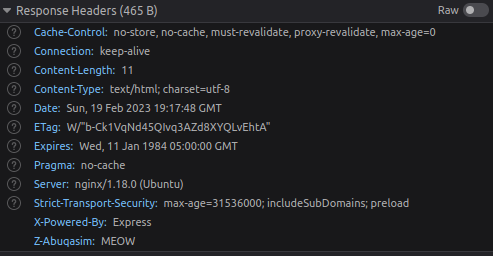 Response Headers (465 B) Raw
Cache-Control: no-store, no-cache, must-revalidate, proxy-revalidate, max-age=0
Connection: keep-alive
Content-Length: 11
Content-Type: text/html; charset=utf-8
Date: Sun, 19 Feb 2023 19:17:48 GMT
ETag: W/"b-Ck1VqNd45QIvq3AZd8XYQLvEhtA"
Expires: Wed, 11 Jan 1984 05:00:00 GMT
Pragma: no-cache
Server: nginx/1.18.0 (Ubuntu)
Strict-Transport-Security: max-age=31536000; includeSubDomains; preload
X-Powered-By: Express
Z-Abuqasim: MEOW